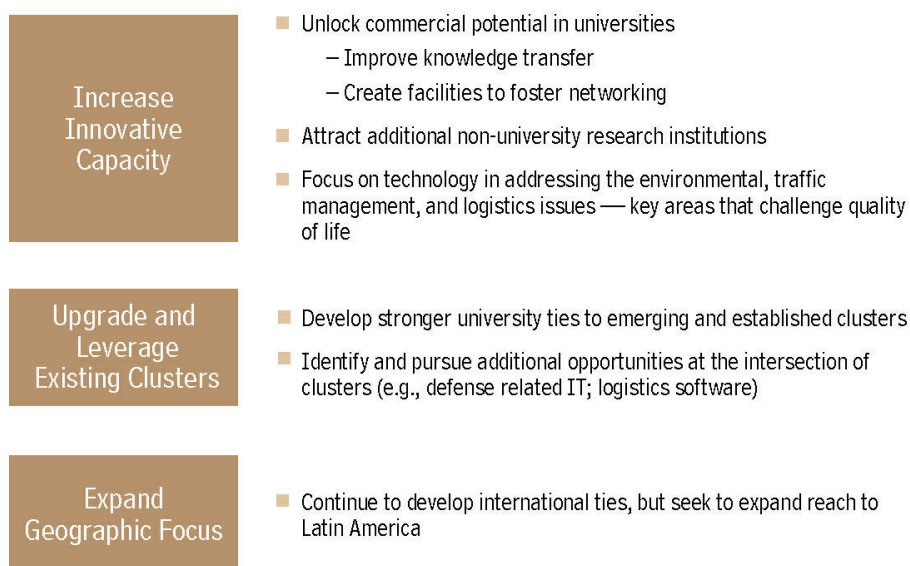 Increase
Innovative
Capacity
Unlock commercial potential in universities
– Improve knowledge transfer
– Create facilities to foster networking
Attract additional non-university research institutions
Focus on technology in addressing the environmental, traffic
management, and logistics issues — key areas that challenge quality
of life
Upgrade and
Leverage
Existing Clusters
Develop stronger university ties to emerging and established clusters
Identify and pursue additional opportunities at the intersection of
clusters (e.g., defense related IT; logistics software)
Expand
Geographic Focus
Continue to develop international ties, but seek to expand reach to
Latin America